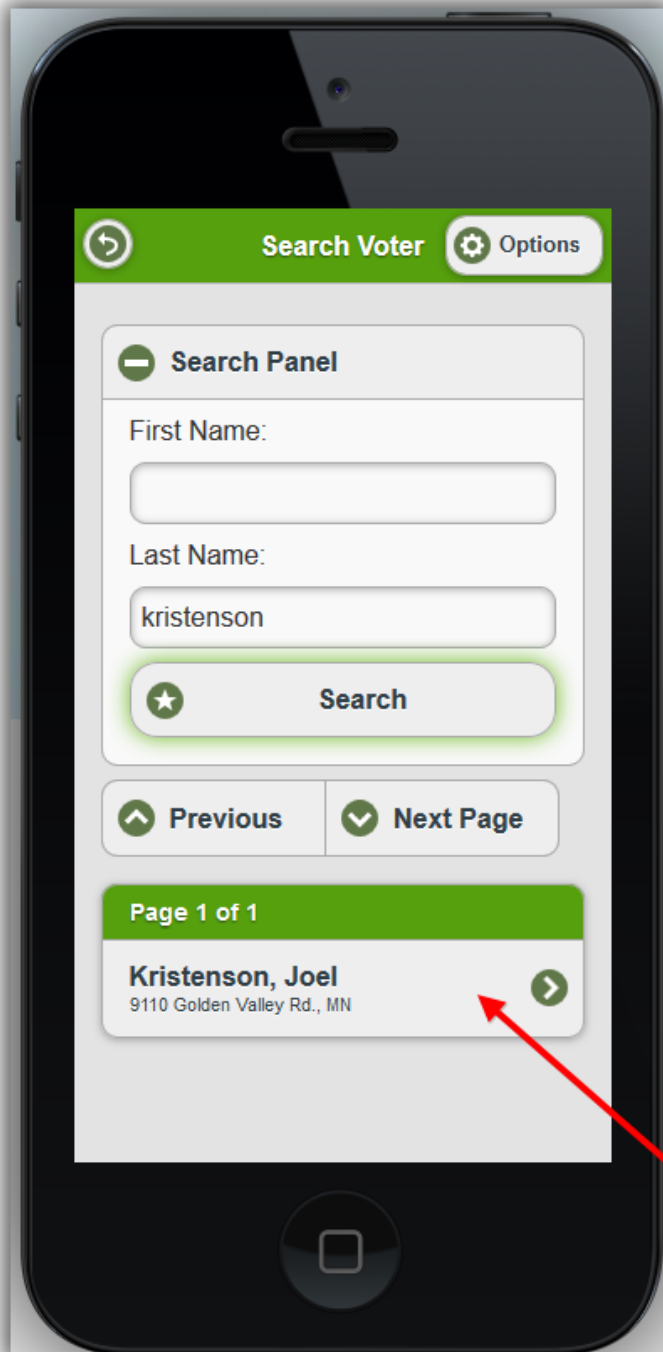 Search Voter
Options
Search Panel
First Name:
Last Name:
kristenson
Search
Previous
Next Page
Page 1 of 1
Kristenson, Joel
9110 Golden Valley Rd., MN